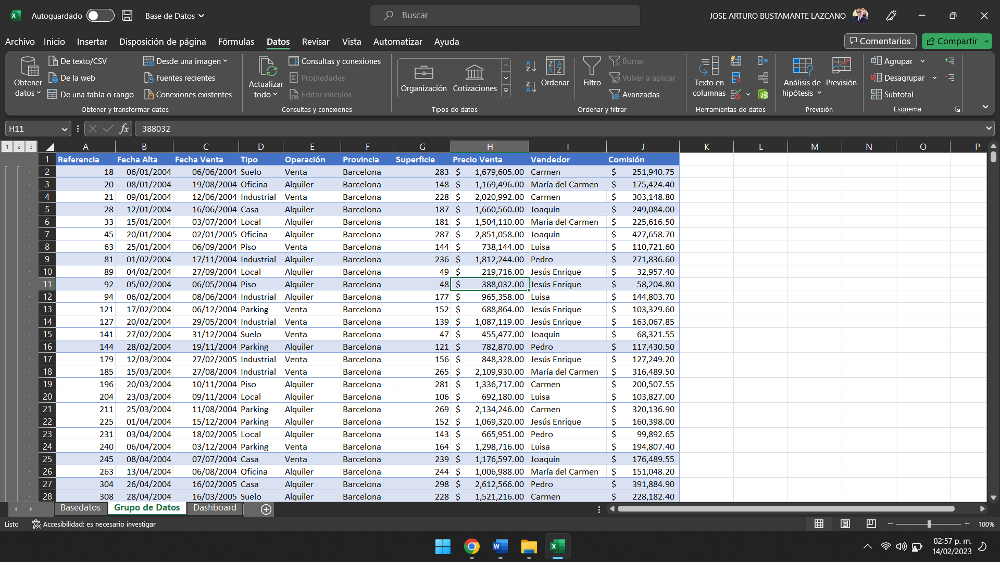 Autoguardado Base de Datos Buscar JOSE ARTURO BUSTAMANTE LAZCANO
Archivo Inicio Insertar Disposición de página Fórmulas Datos Revisar Vista Automatizar Ayuda Comentarios Compartir
Obtener datos
De texto/CSV
De la web
De una tabla o rango
Desde una imagen
Fuentes recientes
Conexiones existentes
Obtener y transformar datos
Actualizar todo
Consultas y conexiones
Propiedades
Editar vínculos
Consultas y conexiones
Organización
Cotizaciones
Tipos de datos
Ordenar
Filtro
Borrar
Volver a aplicar
Avanzadas
Ordenar y filtrar
Texto en columnas
Herramientas de datos
Análisis de hipótesis
Previsión
Previsión
Agrupar
Desagrupar
Subtotal
Esquema
H11 fx 388032
1 2 3 A B C D E F G H I J K L M N O P
1 Referencia Fecha Alta Fecha Venta Tipo Operación Provincia Superficie Precio Venta Vendedor Comisión
2 18 06/01/2004 06/06/2004 Suelo Venta Barcelona 283 $ 1,679,605.00 Carmen $ 251,940.75
3 20 08/01/2004 19/08/2004 Oficina Alquiler Barcelona 148 $ 1,169,496.00 María del Carmen $ 175,424.40
4 21 09/01/2004 12/06/2004 Industrial Venta Barcelona 228 $ 2,020,992.00 Carmen $ 303,148.80
5 28 12/01/2004 16/06/2004 Casa Alquiler Barcelona 187 $ 1,660,560.00 Joaquín $ 249,084.00
6 33 15/01/2004 03/07/2004 Local Alquiler Barcelona 181 $ 1,504,110.00 María del Carmen $ 225,616.50
7 45 20/01/2004 02/01/2005 Oficina Alquiler Barcelona 287 $ 2,851,058.00 Joaquín $ 427,658.70
8 63 25/01/2004 06/09/2004 Piso Venta Barcelona 144 $ 738,144.00 Luisa $ 110,721.60
9 81 01/02/2004 17/11/2004 Industrial Alquiler Barcelona 236 $ 1,812,244.00 Pedro $ 271,836.60
10 89 04/02/2004 27/09/2004 Local Alquiler Barcelona 49 $ 219,716.00 Jesús Enrique $ 32,957.40
11 92 05/02/2004 06/05/2004 Piso Alquiler Barcelona 48 $ 388,032.00 Jesús Enrique $ 58,204.80
12 94 06/02/2004 08/06/2004 Industrial Alquiler Barcelona 177 $ 965,358.00 Luisa $ 144,803.70
13 121 17/02/2004 06/12/2004 Parking Venta Barcelona 152 $ 688,864.00 Jesús Enrique $ 103,329.60
14 127 20/02/2004 29/05/2004 Industrial Venta Barcelona 139 $ 1,087,119.00 Jesús Enrique $ 163,067.85
15 141 27/02/2004 31/12/2004 Suelo Venta Barcelona 47 $ 455,477.00 Joaquín $ 68,321.55
16 144 28/02/2004 19/11/2004 Parking Alquiler Barcelona 121 $ 782,870.00 Pedro $ 117,430.50
17 179 12/03/2004 27/02/2005 Industrial Venta Barcelona 156 $ 848,328.00 Jesús Enrique $ 127,249.20
18 185 15/03/2004 27/08/2004 Industrial Venta Barcelona 265 $ 2,109,930.00 María del Carmen $ 316,489.50
19 196 20/03/2004 10/11/2004 Piso Alquiler Barcelona 281 $ 1,336,717.00 Carmen $ 200,507.55
20 204 23/03/2004 09/11/2004 Local Alquiler Barcelona 106 $ 692,180.00 Luisa $ 103,827.00
21 211 25/03/2004 11/08/2004 Parking Alquiler Barcelona 269 $ 2,134,246.00 Carmen $ 320,136.90
22 225 01/04/2004 15/12/2004 Parking Alquiler Barcelona 152 $ 1,069,320.00 Jesús Enrique $ 160,398.00
23 231 03/04/2004 18/02/2005 Local Alquiler Barcelona 143 $ 665,951.00 Pedro $ 99,892.65
24 240 06/04/2004 03/12/2004 Parking Venta Barcelona 164 $ 1,298,716.00 Luisa $ 194,807.40
25 245 08/04/2004 07/07/2004 Casa Venta Barcelona 239 $ 1,176,597.00 Joaquín $ 176,489.55
26 263 13/04/2004 06/08/2004 Oficina Alquiler Barcelona 244 $ 1,006,988.00 María del Carmen $ 151,048.20
27 304 26/04/2004 16/02/2005 Casa Alquiler Barcelona 298 $ 2,612,566.00 Pedro $ 391,884.90
28 308 28/04/2004 16/03/2005 Suelo Venta Barcelona 228 $ 1,521,216.00 Carmen $ 228,182.40
Basedatos Grupo de Datos Dashboard
Listo Accesibilidad: es necesario investigar 100%
02:57 p. m.
14/02/2023